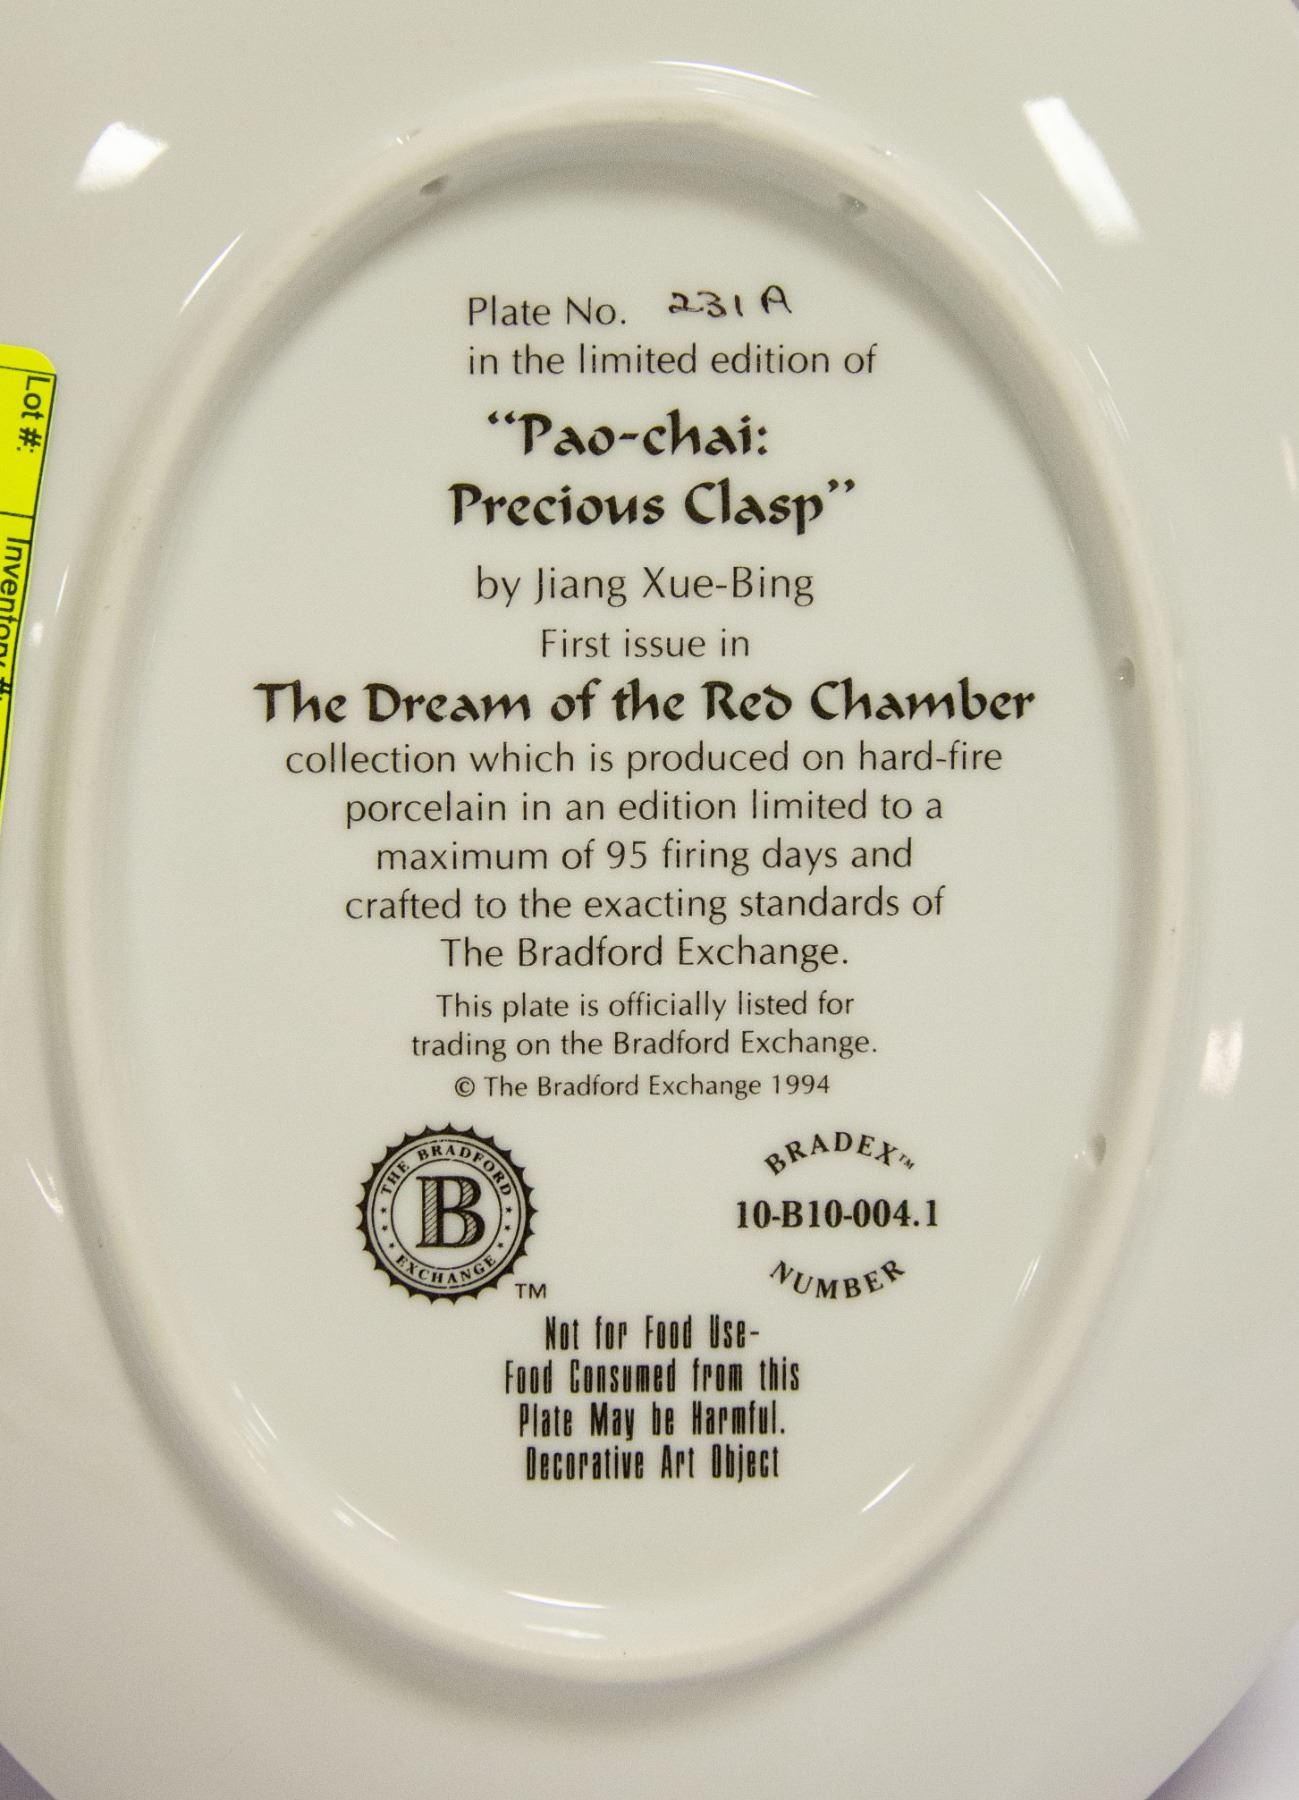 Plate No. 231A
in the limited edition of
“Pao-chai:
Precious Clasp”
by Jiang Xue-Bing
First issue in
The Dream of the Red Chamber
collection which is produced on hard-fire
porcelain in an edition limited to a
maximum of 95 firing days and
crafted to the exacting standards of
The Bradford Exchange.
This plate is officially listed for
trading on the Bradford Exchange.
© The Bradford Exchange 1994
THE BRADFORD
B
EXCHANGE
TM
BRADEX™
10-B10-004.1
NUMBER
Not for Food Use-
Food Consumed from this
Plate May be Harmful.
Decorative Art Object
Lot #:
Inventory #: